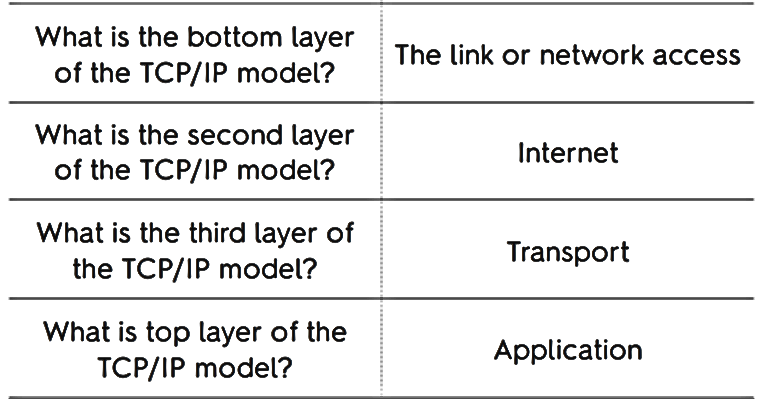 What is the bottom layer
of the TCP/IP model?
The link or network access
What is the second layer
of the TCP/IP model?
Internet
What is the third layer of
the TCP/IP model?
Transport
What is top layer of the
TCP/IP model?
Application